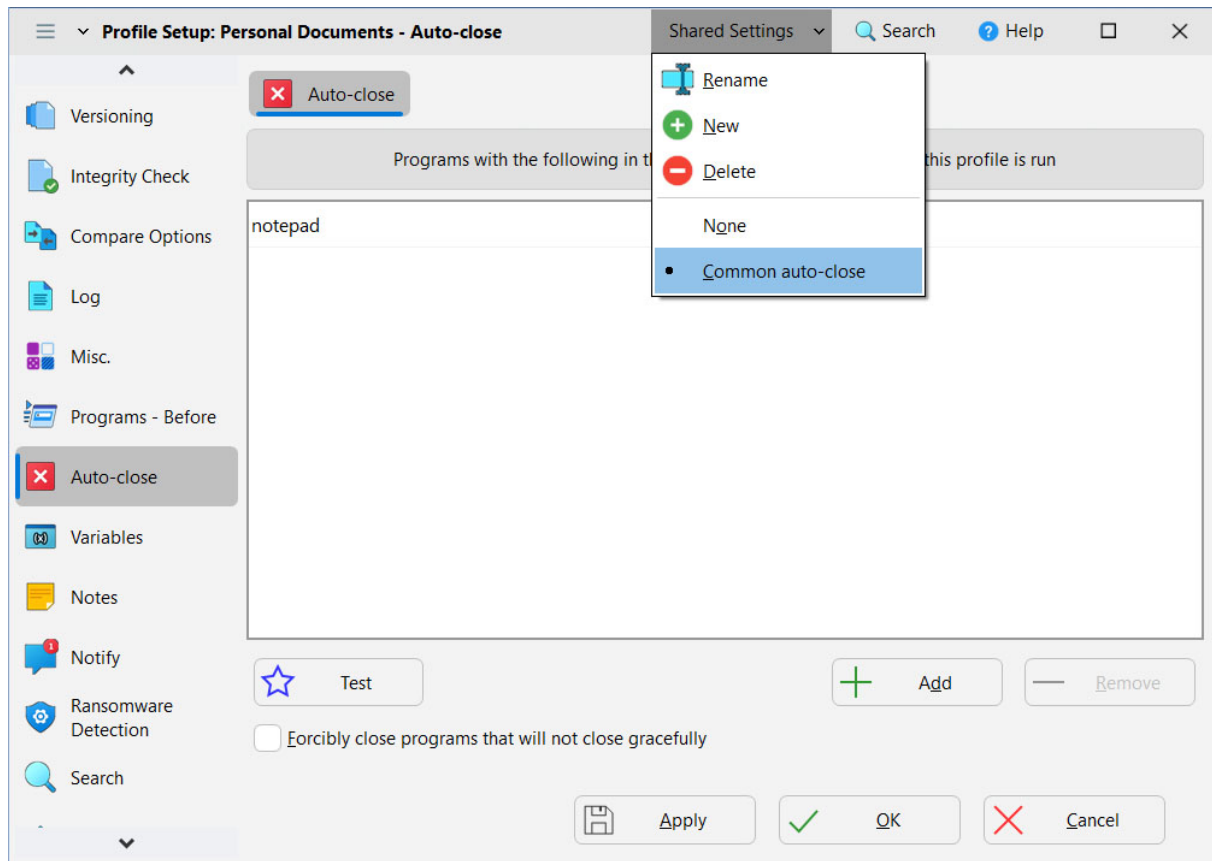 Profile Setup: Personal Documents - Auto-close
Shared Settings
Search
Help
Versioning
Integrity Check
Compare Options
Log
Misc.
Programs - Before
Auto-close
Variables
Notes
1
Notify
Ransomware
Detection
Search
Auto-close
Programs with the following in t
this profile is run
notepad
Rename
New
Delete
None
Common auto-close
Test
Add
Remove
Forcibly close programs that will not close gracefully
Apply
OK
Cancel